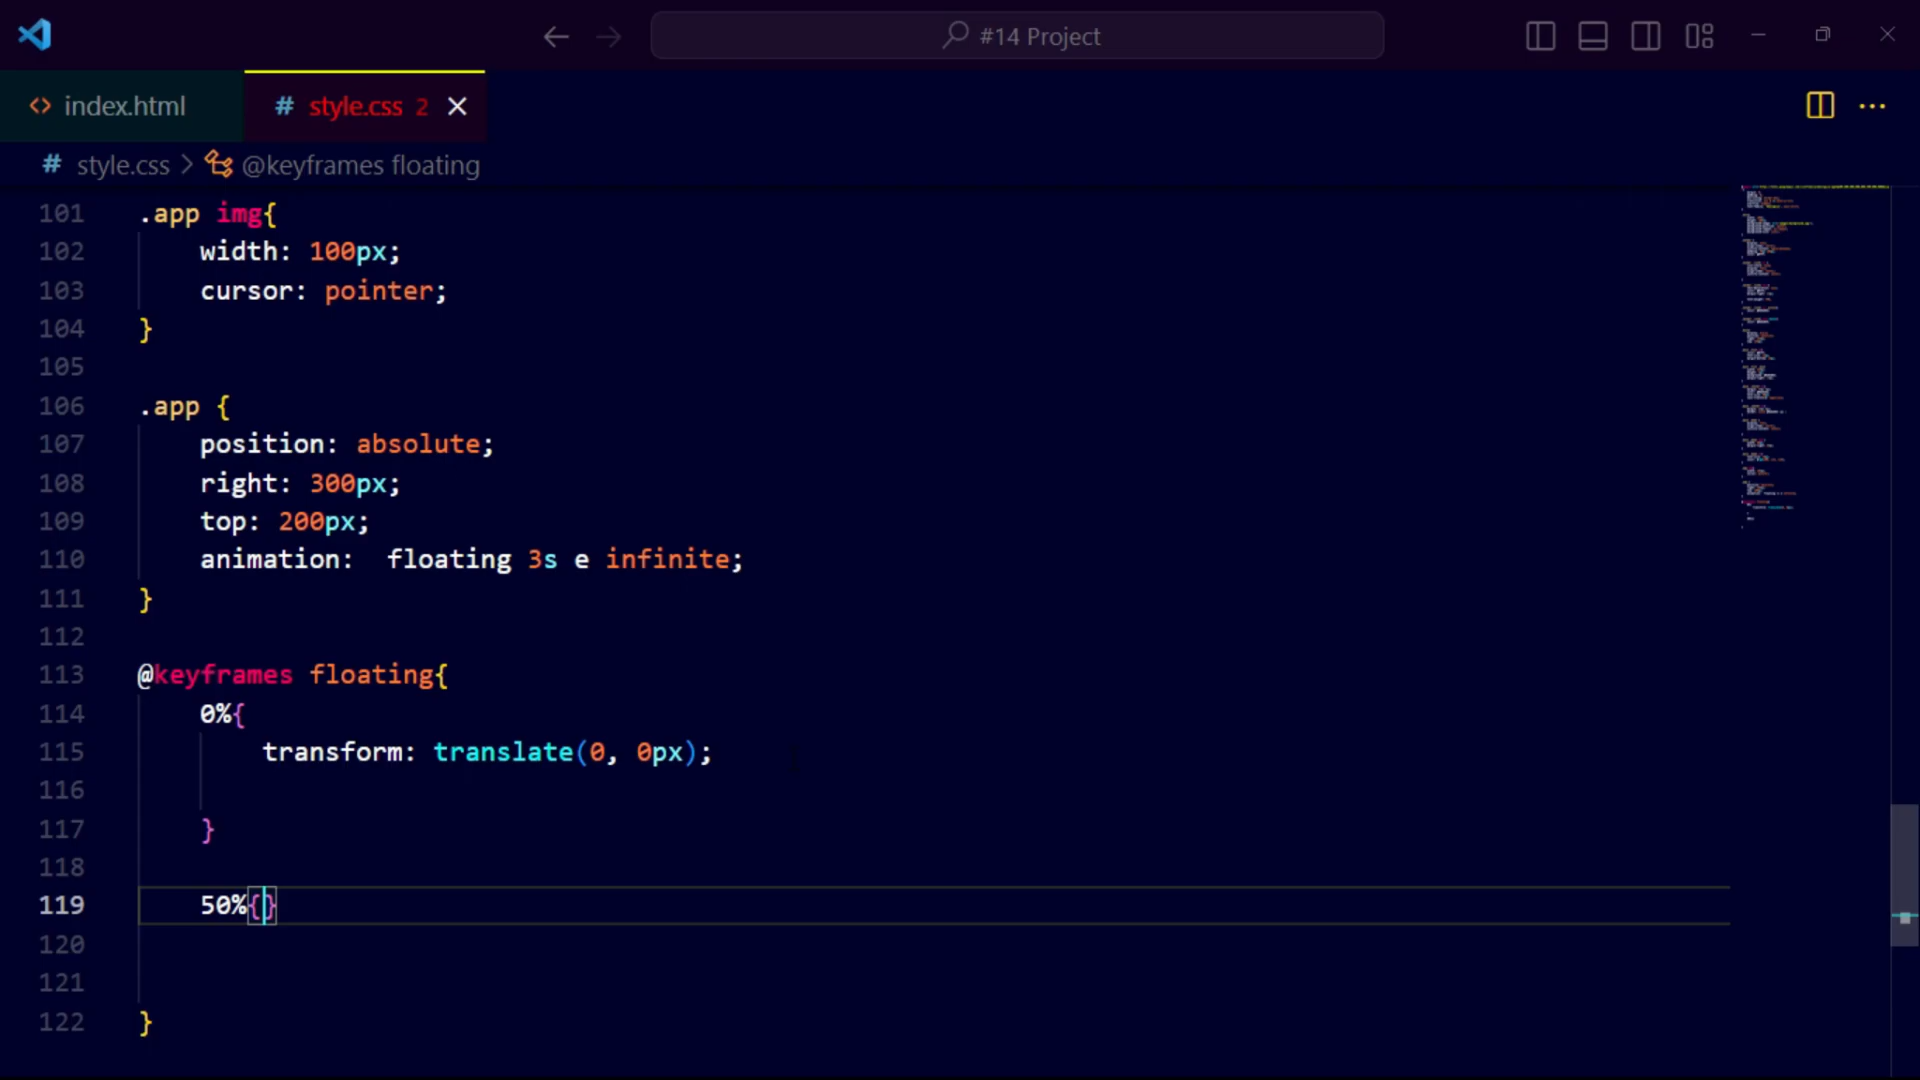 #14 Project
<> index.html
# style.css 2
# style.css > @keyframes floating
101 .app img{
102 width: 100px;
103 cursor: pointer;
104 }
105
106 .app {
107 position: absolute;
108 right: 300px;
109 top: 200px;
110 animation:  floating 3s e infinite;
111 }
112
113 @keyframes floating{
114 0%{
115 transform: translate(0, 0px);
116
117 }
118
119 50%{}
120
121
122 }